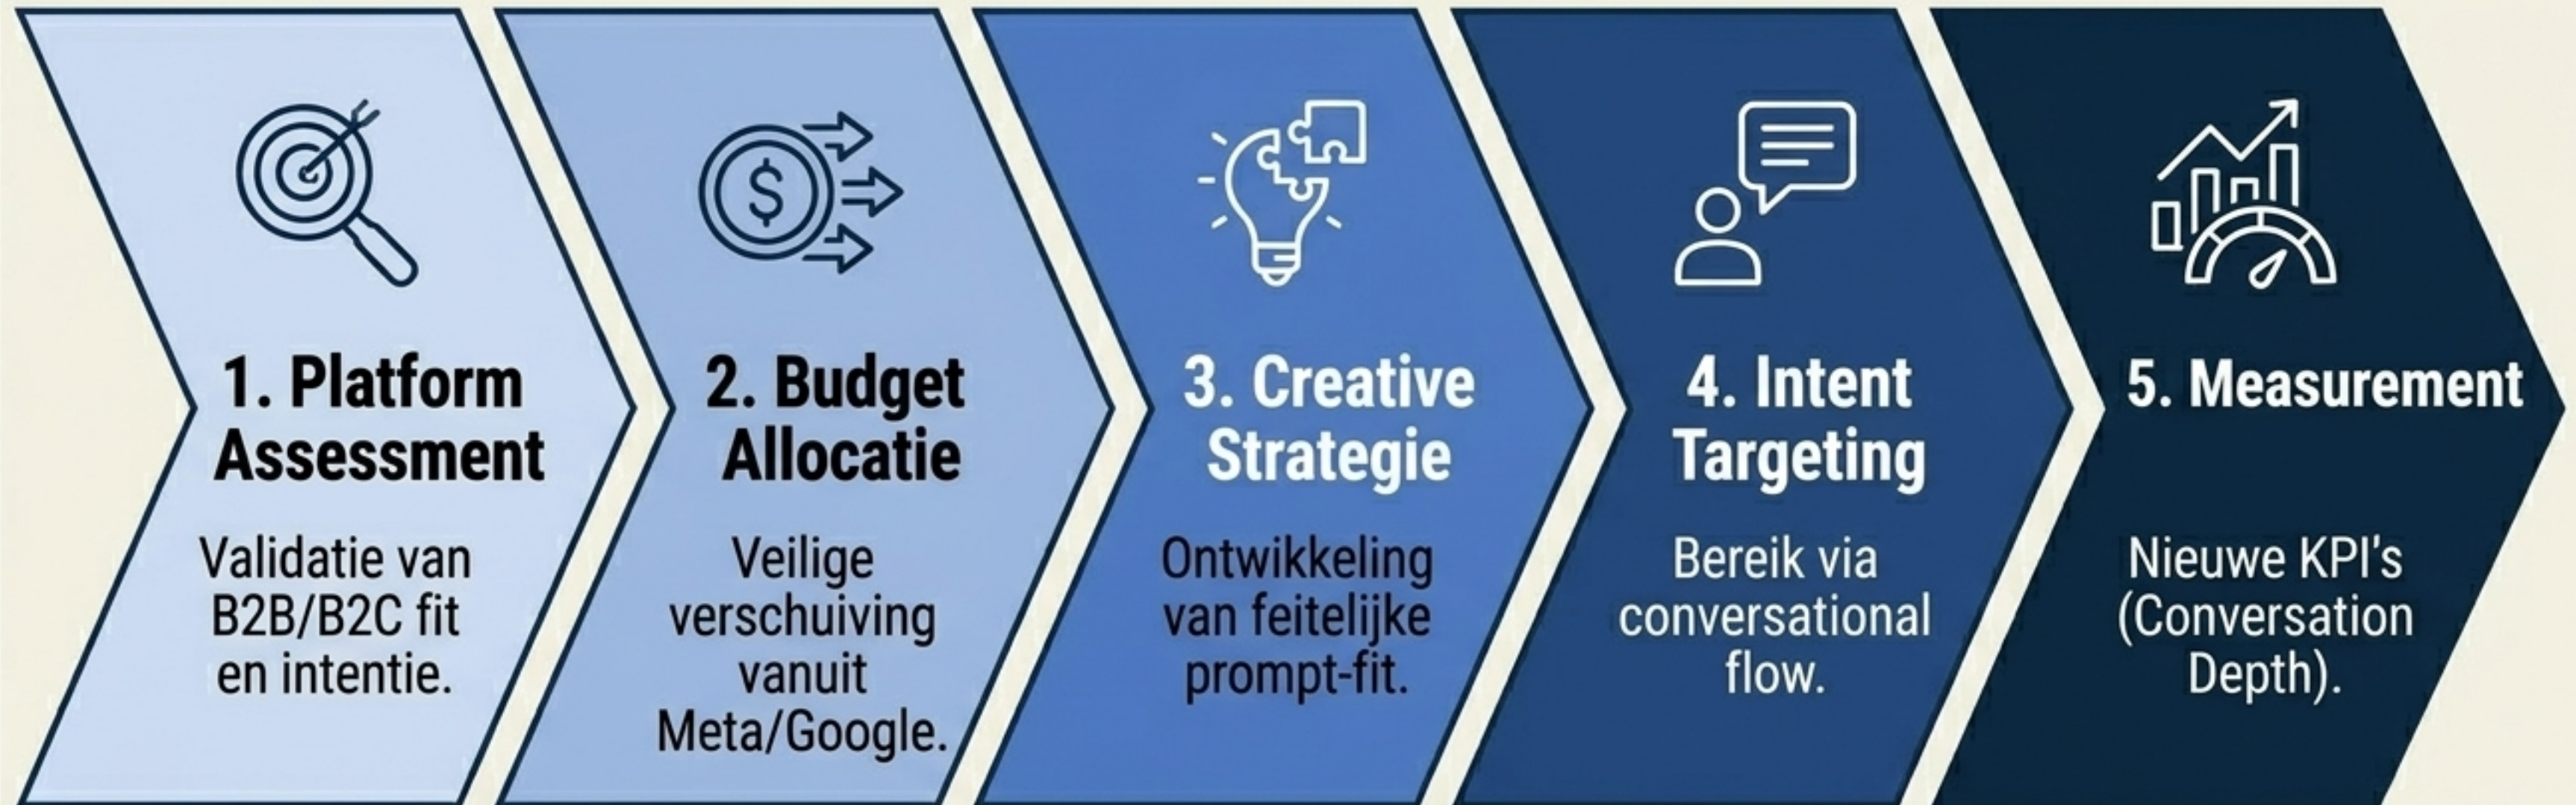 1. Platform
Assessment
Validatie van
B2B/B2C fit
en intentie.
2. Budget
Allocatie
Veilige
verschuiving
vanuit
Meta/Google.
3. Creative
Strategie
Ontwikkeling
van feitelijke
prompt-fit.
4. Intent
Targeting
Bereik via
conversational
flow.
5. Measurement
Nieuwe KPI's
(Conversation
Depth).